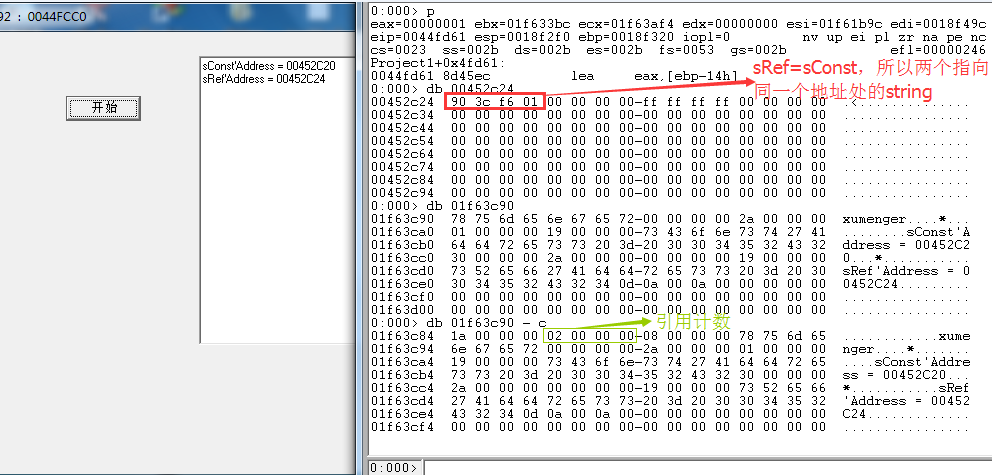 92 : 0044FCC0
sConst'Address = 00452C20
sRef'Address = 00452C24
开始
0:000> p
eax=00000001 ebx=01f633bc ecx=01f63af4 edx=00000000 esi=01f61b9c edi=0018f49c
eip=0044fd61 esp=0018f2f0 ebp=0018f320 iopl=0         nv up ei pl zr na pe nc
cs=0023  ss=002b  ds=002b  es=002b  fs=0053  gs=002b             efl=00000246
Project1+0x4fd61:
0044fd61 8d45ec          lea     eax,[ebp-14h]
sRef=sConst，所以两个指向
同一个地址处的string
0:000> db 00452c24
00452c24  90 3c f6 01 00 00 00 00-ff ff ff ff 00 00 00 00  .<..............
00452c34  00 00 00 00 00 00 00 00-00 00 00 00 00 00 00 00  ................
00452c44  00 00 00 00 00 00 00 00-00 00 00 00 00 00 00 00  ................
00452c54  00 00 00 00 00 00 00 00-00 00 00 00 00 00 00 00  ................
00452c64  00 00 00 00 00 00 00 00-00 00 00 00 00 00 00 00  ................
00452c74  00 00 00 00 00 00 00 00-00 00 00 00 00 00 00 00  ................
00452c84  00 00 00 00 00 00 00 00-00 00 00 00 00 00 00 00  ................
00452c94  00 00 00 00 00 00 00 00-00 00 00 00 00 00 00 00  ................
0:000> db 01f63c90
01f63c90  78 75 6d 65 6e 67 65 72-00 00 00 00 2a 00 00 00  xumenger....*...
01f63ca0  01 00 00 00 19 00 00 00-73 43 6f 6e 73 74 27 41  ........sConst'A
01f63cb0  64 64 72 65 73 73 20 3d-20 30 30 34 35 32 43 32  ddress = 00452C2
01f63cc0  30 00 00 00 2a 00 00 00-00 00 00 00 19 00 00 00  0...*...........
01f63cd0  73 52 65 66 27 41 64 64-72 65 73 73 20 3d 20 30  sRef'Address = 0
01f63ce0  30 34 35 32 43 32 34 0d-0a 00 0a 00 00 00 00 00  0452C24.........
01f63cf0  00 00 00 00 00 00 00 00-00 00 00 00 00 00 00 00  ................
01f63d00  00 00 00 00 00 00 00 00-00 00 00 00 00 00 00 00  ................
0:000> db 01f63c90 - c
引用计数
01f63c84  1a 00 00 00 02 00 00 00-08 00 00 00 78 75 6d 65  ............xume
01f63c94  6e 67 65 72 00 00 00 00-2a 00 00 00 01 00 00 00  nger....*.......
01f63ca4  19 00 00 00 73 43 6f 6e-73 74 27 41 64 64 72 65  ....sConst'Addre
01f63cb4  73 73 20 3d 20 30 30 34-35 32 43 32 30 00 00 00  ss = 00452C20...
01f63cc4  2a 00 00 00 00 00 00 00-19 00 00 00 73 52 65 66  *...........sRef
01f63cd4  27 41 64 64 72 65 73 73-20 3d 20 30 30 34 35 32  'Address = 00452
01f63ce4  43 32 34 0d 0a 00 0a 00-00 00 00 00 00 00 00 00  C24.............
01f63cf4  00 00 00 00 00 00 00 00-00 00 00 00 00 00 00 00  ................
0:000>